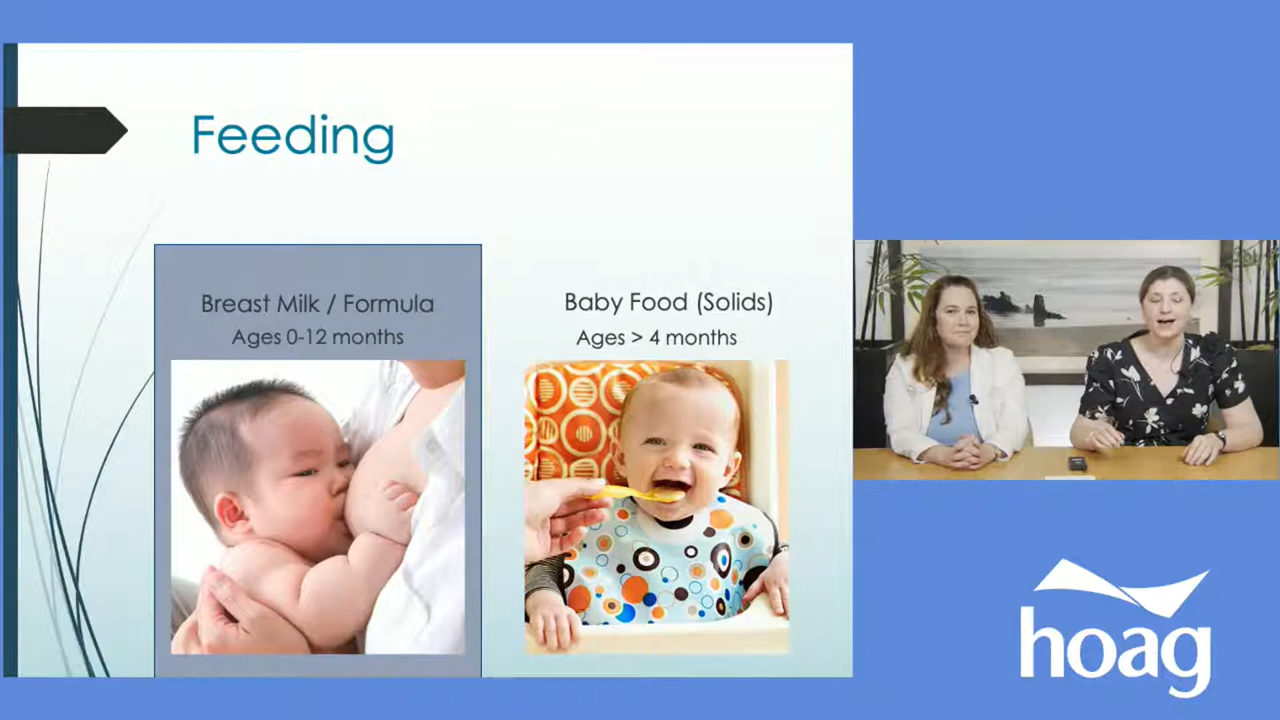 Feeding
Breast Milk / Formula
Ages 0-12 months
Baby Food (Solids)
Ages > 4 months
hoag